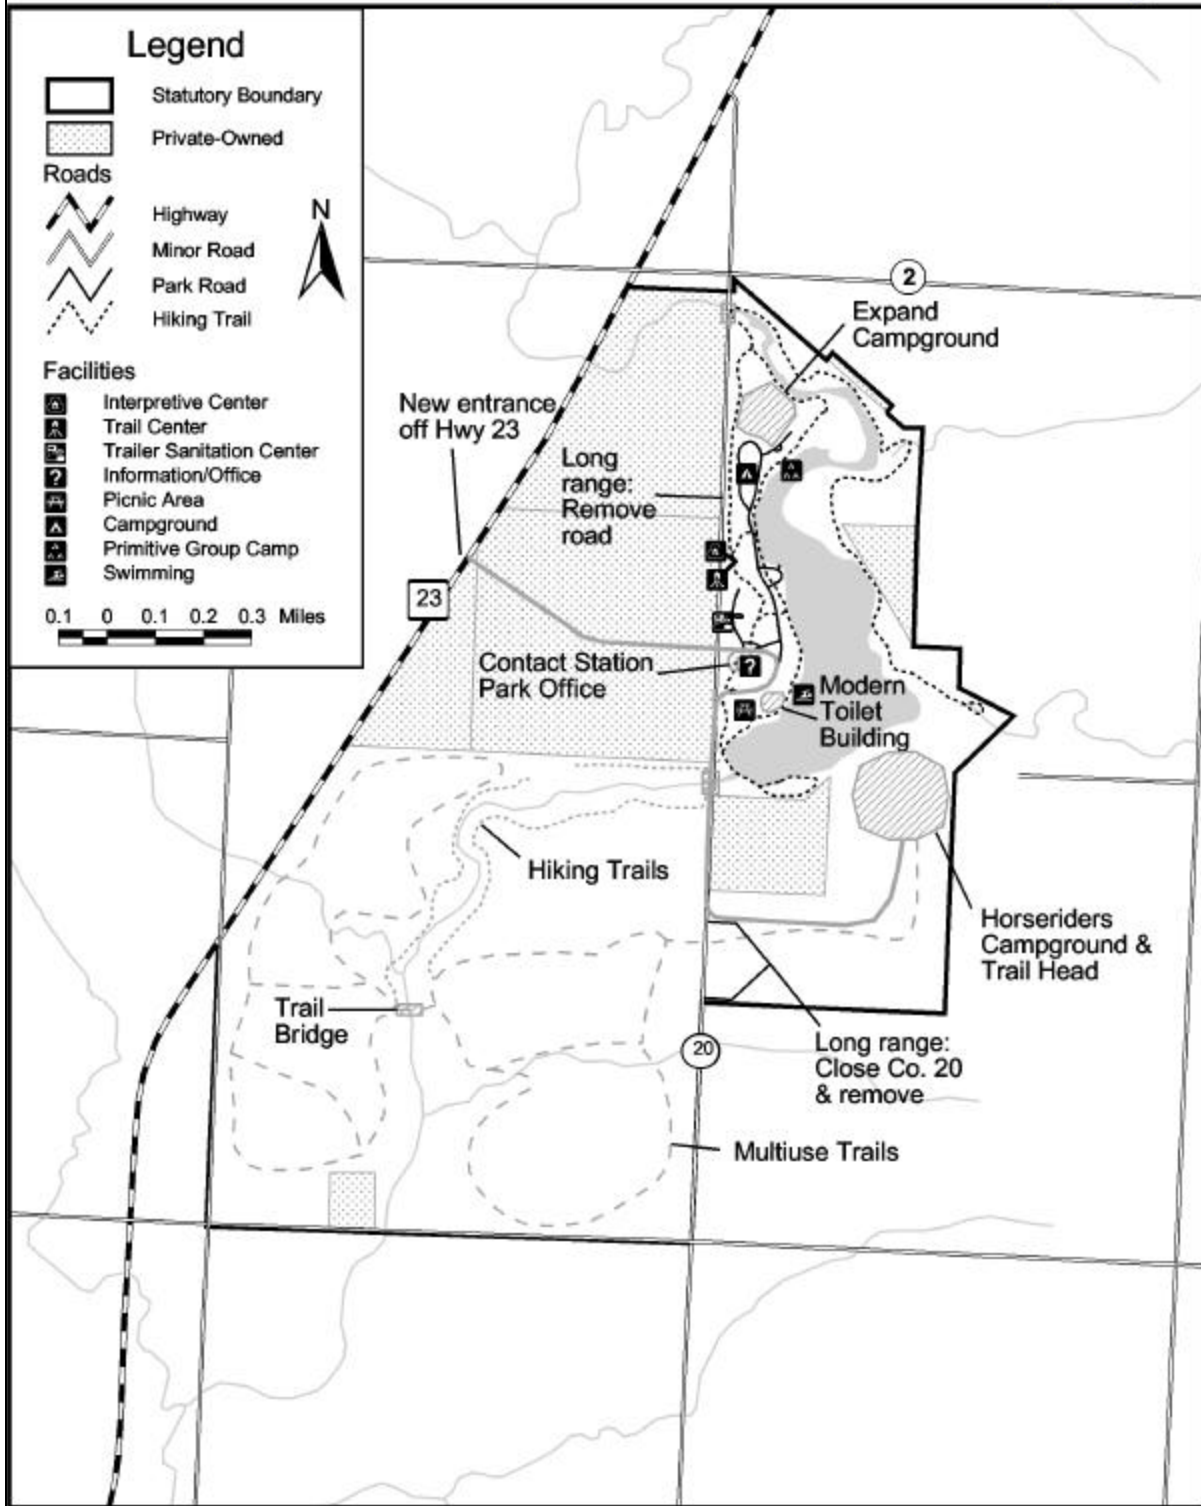 Legend
Statutory Boundary
Private-Owned
Roads
Highway
Minor Road
Park Road
Hiking Trail
N
Facilities
Interpretive Center
Trail Center
Trailer Sanitation Center
?
Information/Office
Picnic Area
Campground
Primitive Group Camp
Swimming
0.1 0 0.1 0.2 0.3 Miles
2
Expand
Campground
New entrance
off Hwy 23
Long
range:
Remove
road
23
Contact Station
Park Office
?
Modern
Toilet
Building
Hiking Trails
Horseriders
Campground &
Trail Head
Trail
Bridge
20
Long range:
Close Co. 20
& remove
Multiuse Trails